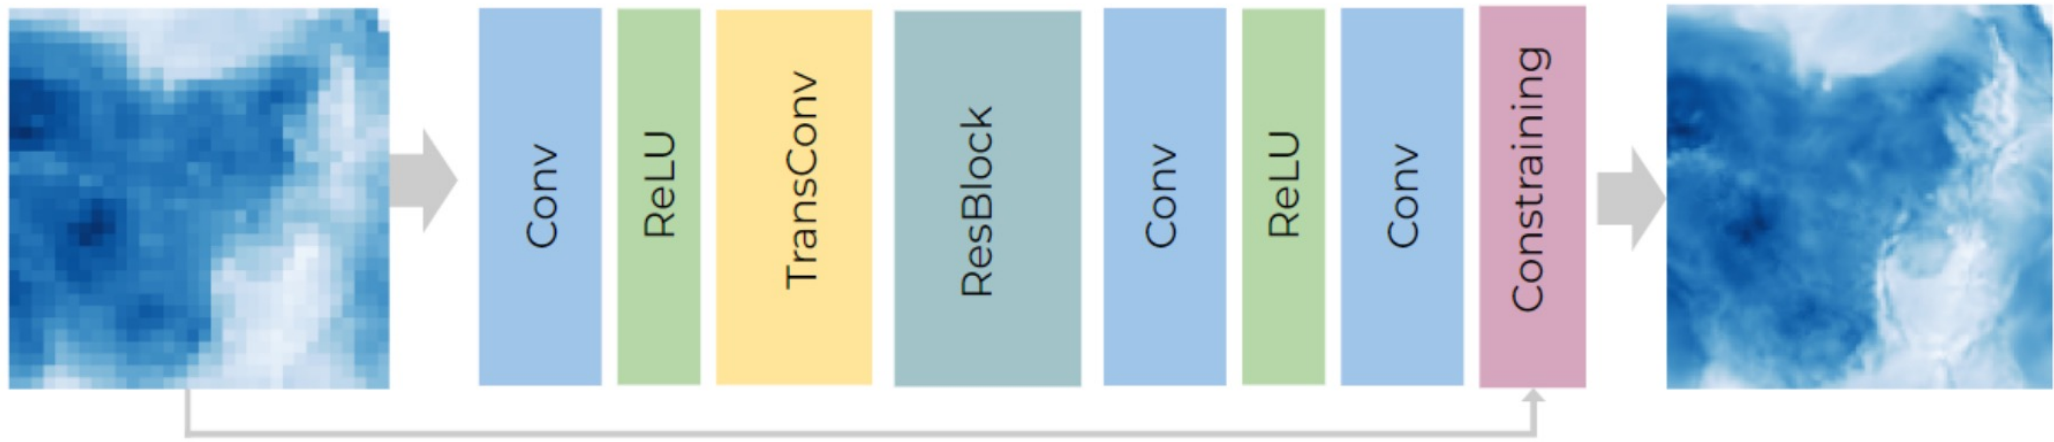 Conv
ReLU
TransConv
ResBlock
Conv
ReLU
Conv
Constraining